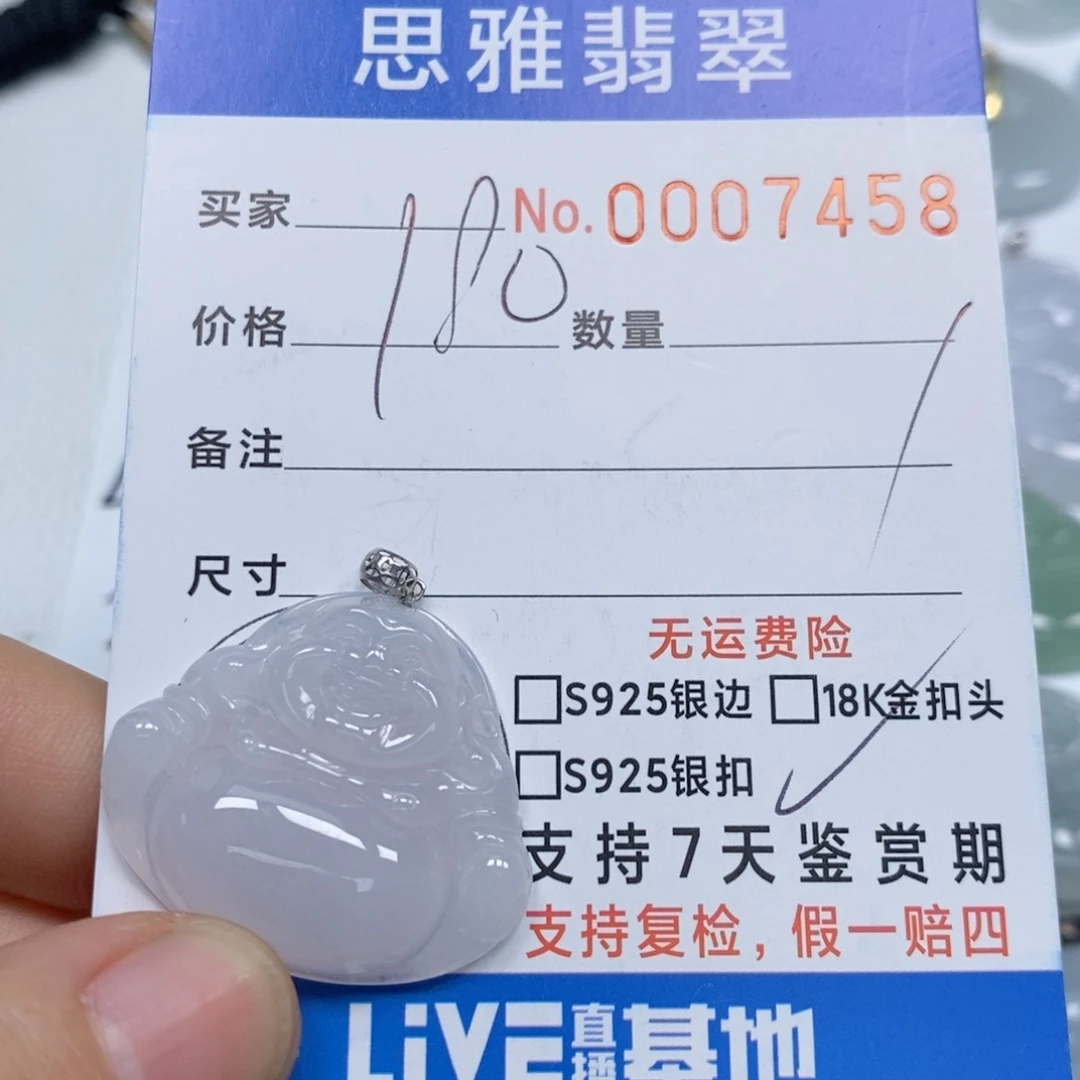 思雅翡翠
买家 No.0007458
180
价格 数量
备注
尺寸
无运费险
S925银边 18K金扣头
S925银扣
支持7天鉴赏期
支持复检,假一赔四
LiVE直播基地